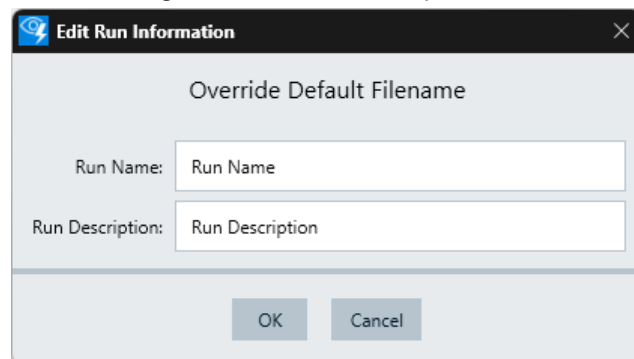 Edit Run Information
Override Default Filename
Run Name: Run Name
Run Description: Run Description
OK Cancel